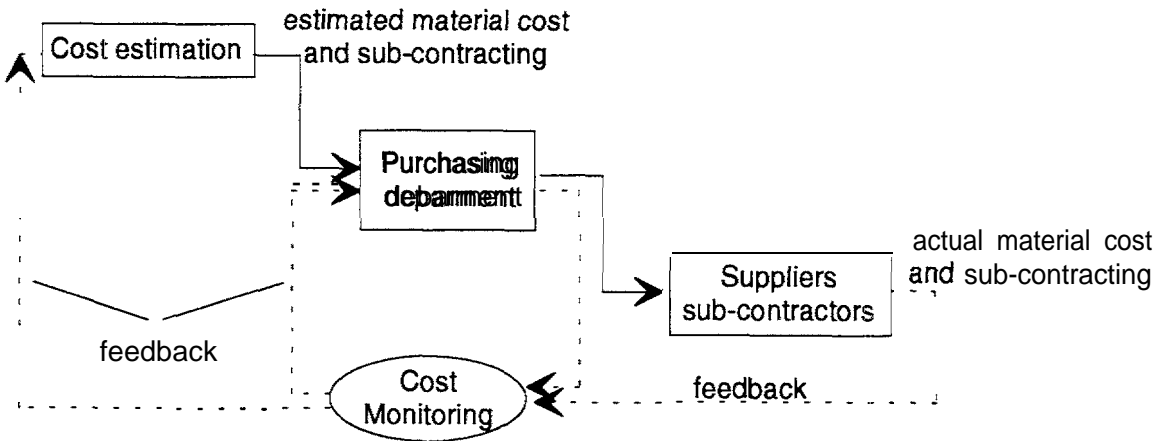 estimated material cost
and sub-contracting
Cost estimation
Purchasing
actual material cost
and sub-contracting
Suppliers
sub-contractors
feedback
feedback
Cost
Monitoring